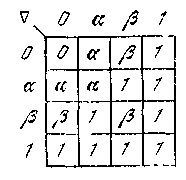 ▽ 0 α β 1
0 0 α β 1
α α α 1 1
β β 1 β 1
1 1 1 1 1